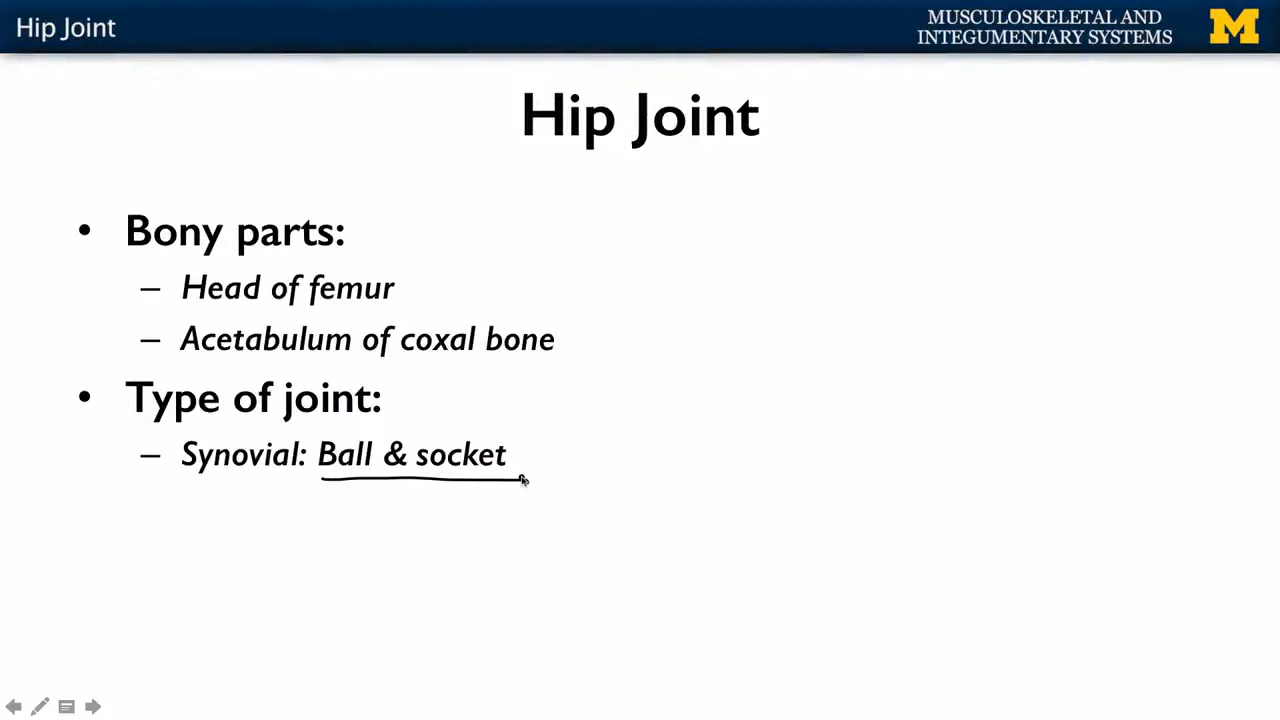 Hip Joint
MUSCULOSKELETAL AND
INTEGUMENTARY SYSTEMS
M
Hip Joint
• Bony parts:
– Head of femur
– Acetabulum of coxal bone
• Type of joint:
– Synovial: Ball & socket